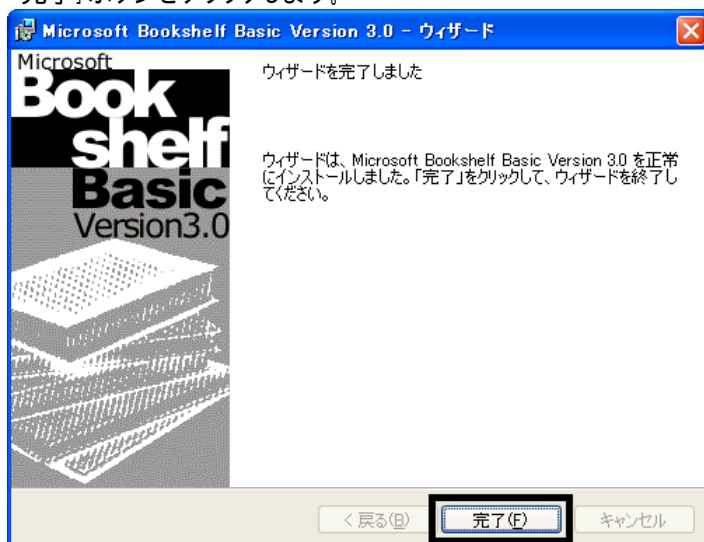 「完了」ボタンをクリックします。
Microsoft Bookshelf Basic Version 3.0 - ウィザード
Microsoft
Book
shelf
Basic
Version3.0
ウィザードを完了しました
ウィザードは、Microsoft Bookshelf Basic Version 3.0 を正常
にインストールしました。「完了」をクリックして、ウィザードを終了し
てください。
< 戻る(B)
完了(F)
キャンセル